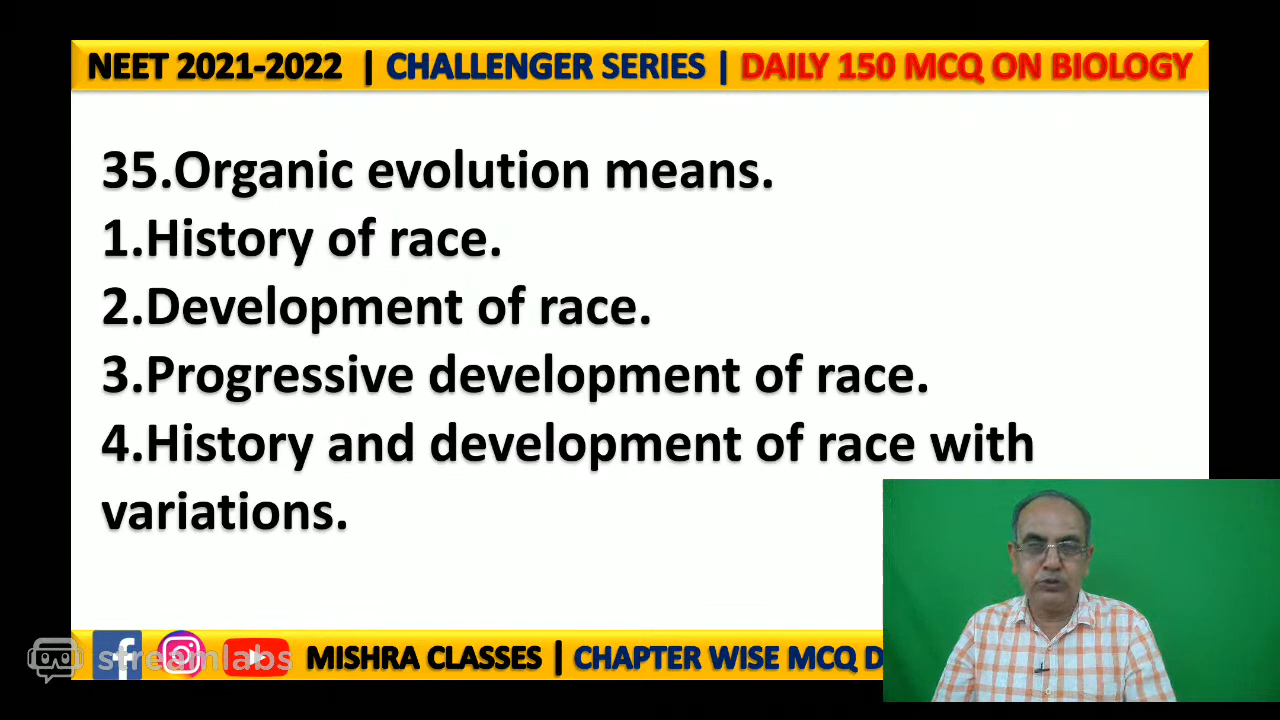 NEET 2021-2022 | CHALLENGER SERIES | DAILY 150 MCQ ON BIOLOGY
35.Organic evolution means.
1.History of race.
2.Development of race.
3.Progressive development of race.
4.History and development of race with
variations.
streamlabs
MISHRA CLASSES | CHAPTER WISE MCQ D